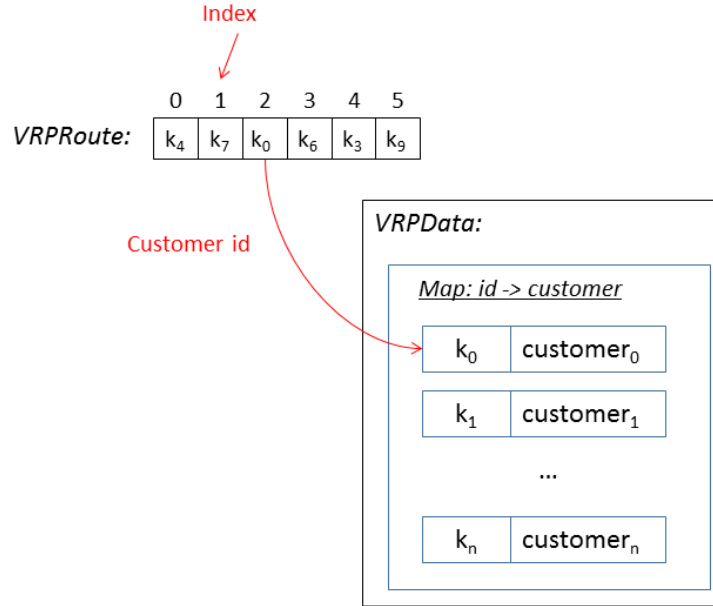 Index
0 1 2 3 4 5
VRPRoute: k₄ k₇ k₀ k₆ k₃ k₉
Customer id
VRPData:
Map: id -> customer
k₀ customer₀
k₁ customer₁
...
kₙ customerₙ